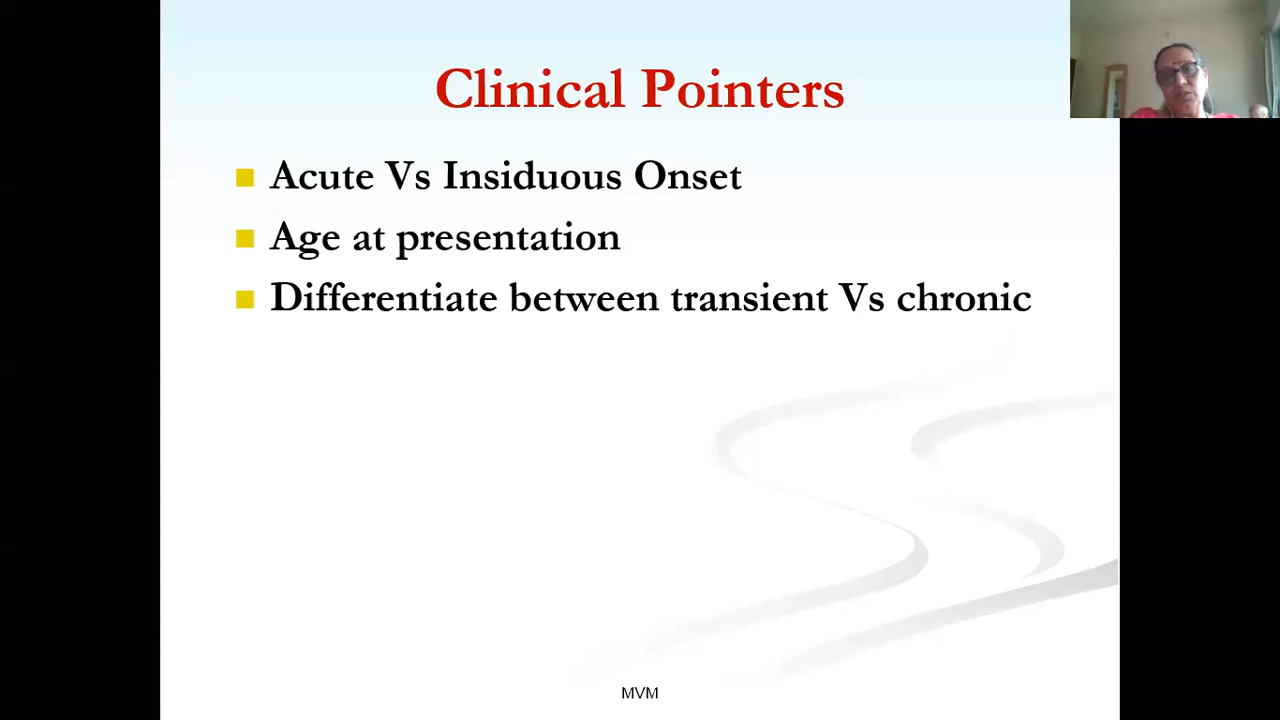 Clinical Pointers
Acute Vs Insiduous Onset
Age at presentation
Differentiate between transient Vs chronic
MVM